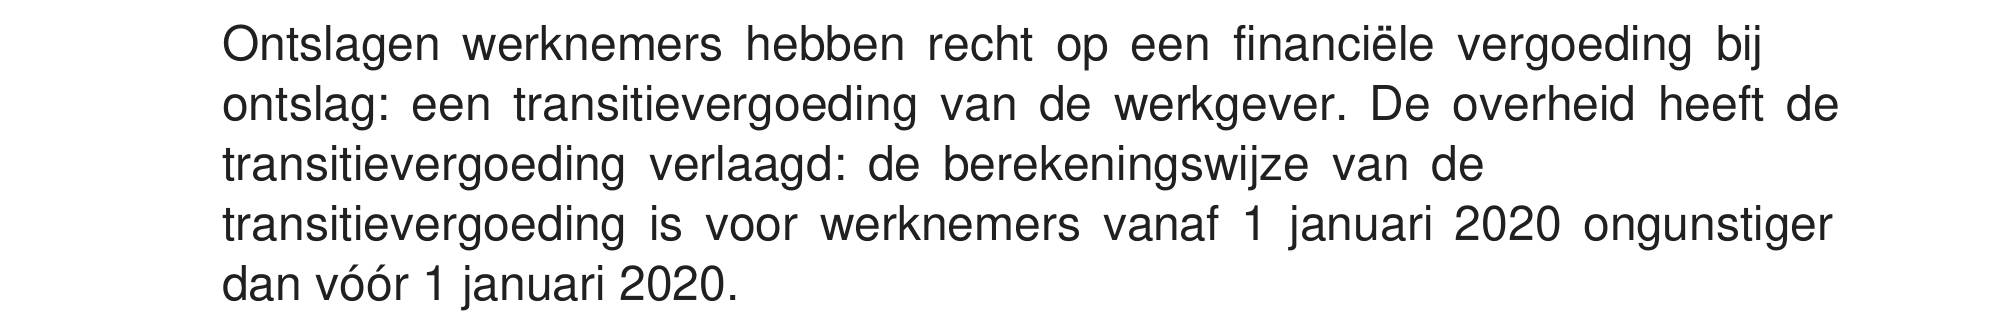 Ontslagen werknemers hebben recht op een financiële vergoeding bij
ontslag: een transitievergoeding van de werkgever. De overheid heeft de
transitievergoeding verlaagd: de berekeningswijze van de
transitievergoeding is voor werknemers vanaf 1 januari 2020 ongunstiger
dan vóór 1 januari 2020.